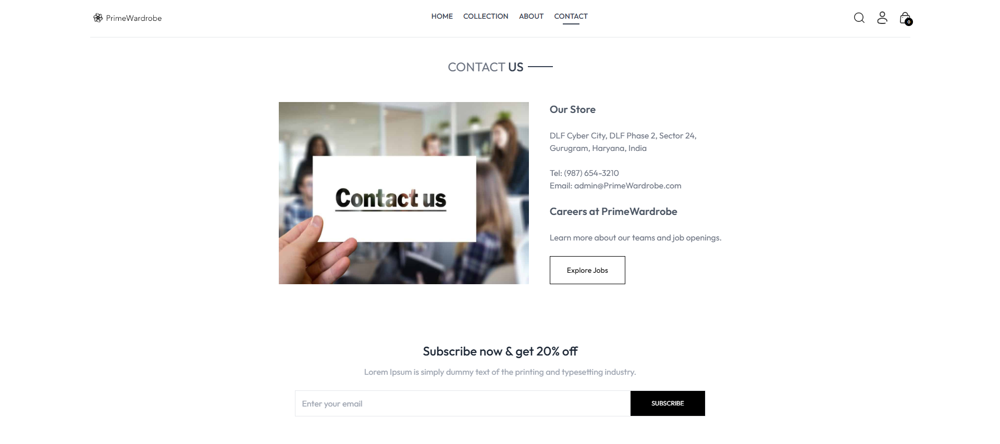 PrimeWardrobe
HOME COLLECTION ABOUT CONTACT
0
CONTACT US
Contact us
Our Store
DLF Cyber City, DLF Phase 2, Sector 24,
Gurugram, Haryana, India
Tel: (987) 654-3210
Email: admin@PrimeWardrobe.com
Careers at PrimeWardrobe
Learn more about our teams and job openings.
Explore Jobs
Subscribe now & get 20% off
Lorem Ipsum is simply dummy text of the printing and typesetting industry.
Enter your email
SUBSCRIBE